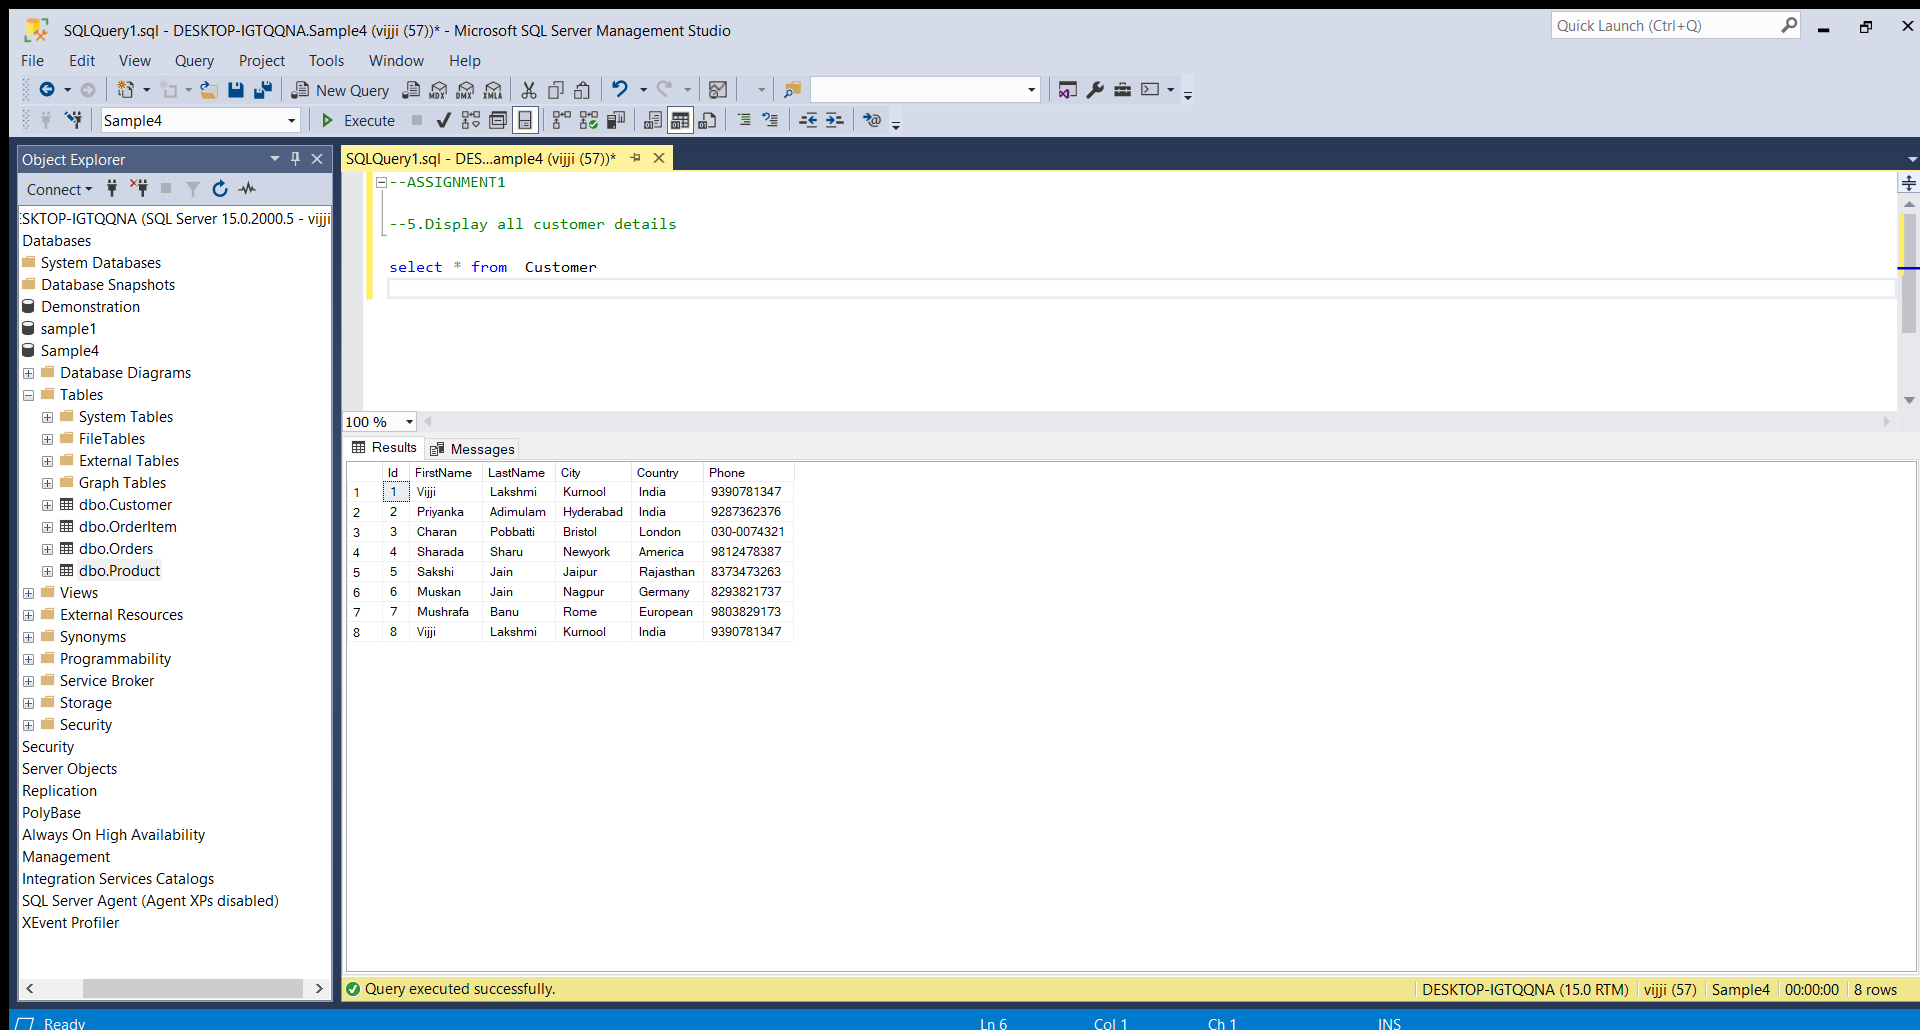 SQLQuery1.sql - DESKTOP-IGTQQNA.Sample4 (vijji (57))* - Microsoft SQL Server Management Studio
Quick Launch (Ctrl+Q)
File Edit View Query Project Tools Window Help
New Query MDX DMX XMLA
Sample4 Execute
Object Explorer
Connect
ESKTOP-IGTQQNA (SQL Server 15.0.2000.5 - vijji
Databases
System Databases
Database Snapshots
Demonstration
sample1
Sample4
Database Diagrams
Tables
System Tables
FileTables
External Tables
Graph Tables
dbo.Customer
dbo.OrderItem
dbo.Orders
dbo.Product
Views
External Resources
Synonyms
Programmability
Service Broker
Storage
Security
Security
Server Objects
Replication
PolyBase
Always On High Availability
Management
Integration Services Catalogs
SQL Server Agent (Agent XPs disabled)
XEvent Profiler
SQLQuery1.sql - DES...ample4 (vijji (57))*
--ASSIGNMENT1
--5.Display all customer details
select * from  Customer
100 %
Results Messages
Id FirstName LastName City Country Phone
1 1 Vijji Lakshmi Kurnool India 9390781347
2 2 Priyanka Adimulam Hyderabad India 9287362376
3 3 Charan Pobbatti Bristol London 030-0074321
4 4 Sharada Sharu Newyork America 9812478387
5 5 Sakshi Jain Jaipur Rajasthan 8373473263
6 6 Muskan Jain Nagpur Germany 8293821737
7 7 Mushrafa Banu Rome European 9803829173
8 8 Vijji Lakshmi Kurnool India 9390781347
Query executed successfully.
DESKTOP-IGTQQNA (15.0 RTM) vijji (57) Sample4 00:00:00 8 rows
Ready Ln 6 Col 1 Ch 1 INS